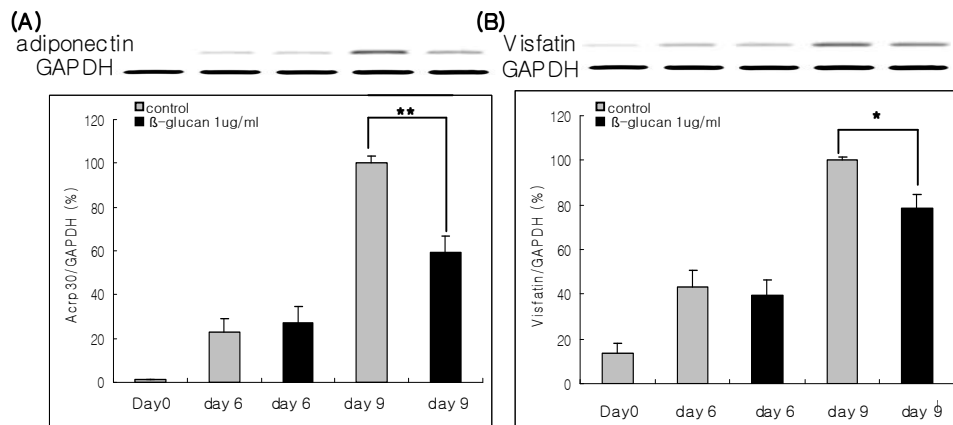 (A)
adiponectin
GAPDH
control
ß-glucan 1ug/ml
**
120
100
80
60
40
20
0
Acrp30/GAPDH (%)
Day0 day 6 day 6 day 9 day 9
(B)
Visfatin
GAPDH
control
ß-glucan 1ug/ml
*
120
100
80
60
40
20
0
Visfatin/GAPDH (%)
Day0 day 6 day 6 day 9 day 9